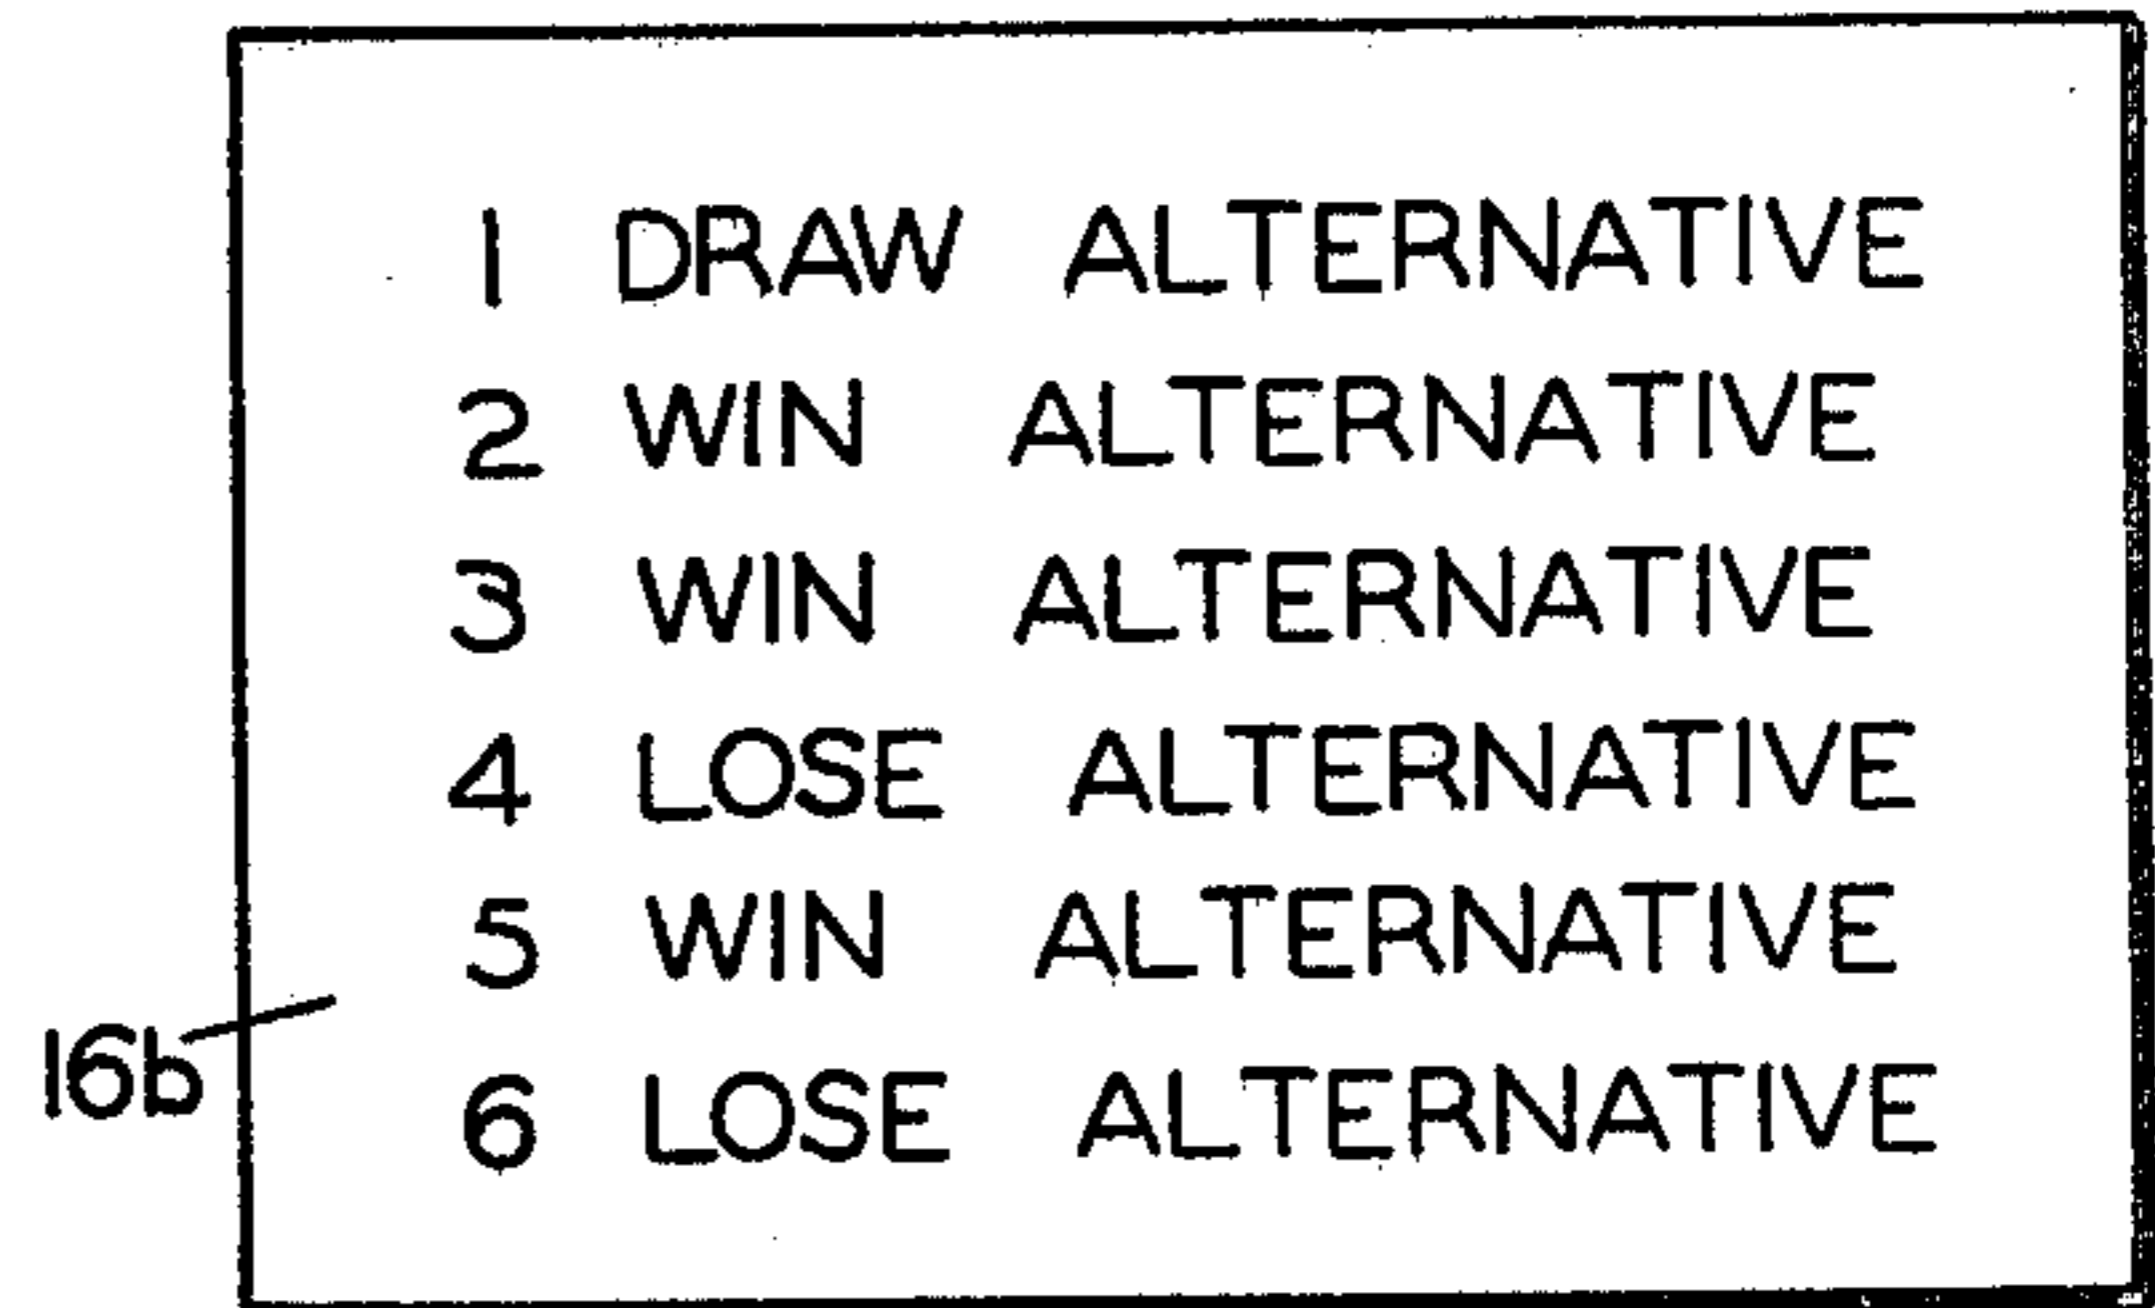 1 DRAW ALTERNATIVE
2 WIN ALTERNATIVE
3 WIN ALTERNATIVE
4 LOSE ALTERNATIVE
5 WIN ALTERNATIVE
16b
6 LOSE ALTERNATIVE